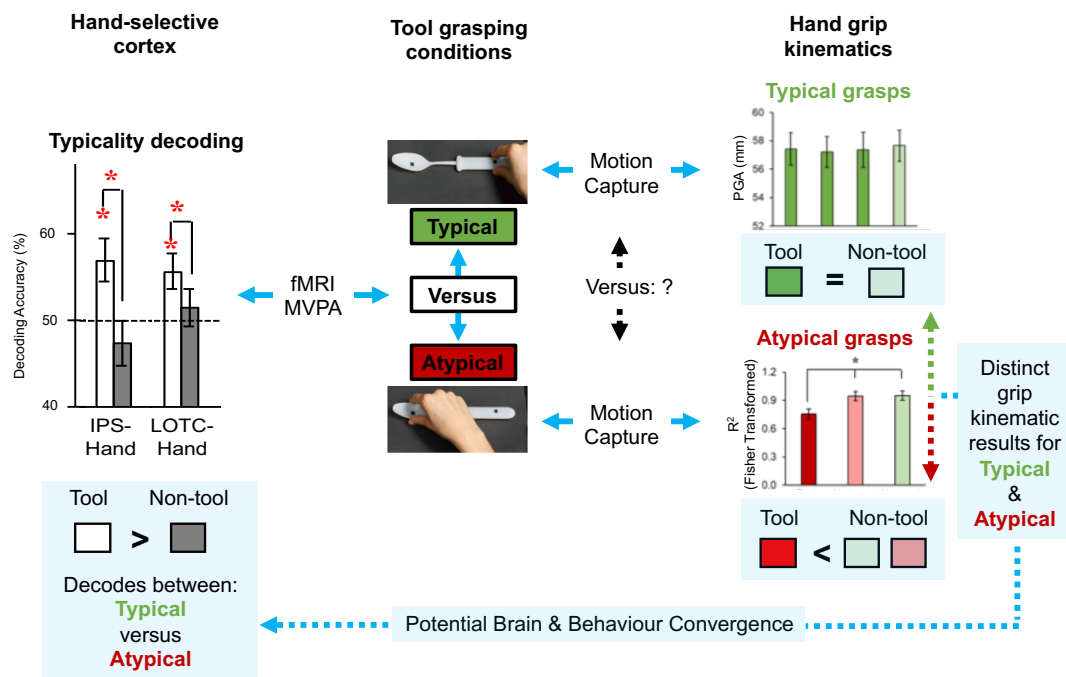 Hand-selective
cortex
Tool grasping
conditions
Hand grip
kinematics
Typicality decoding
Decoding Accuracy (%)
60
50
40
*
*
*
*
IPS-
Hand
LOTC-
Hand
Tool
Non-tool
>
Decodes between:
Typical
versus
Atypical
fMRI
MVPA
Typical
Versus
Atypical
Motion
Capture
Versus: ?
Motion
Capture
Typical grasps
PGA (mm)
60
58
56
54
52
Tool
Non-tool
=
Atypical grasps
R²
(Fisher Transformed)
1.2
0.9
0.6
0.3
0.0
*
Tool
Non-tool
<
Distinct
grip
kinematic
results for
Typical
&
Atypical
Potential Brain & Behaviour Convergence